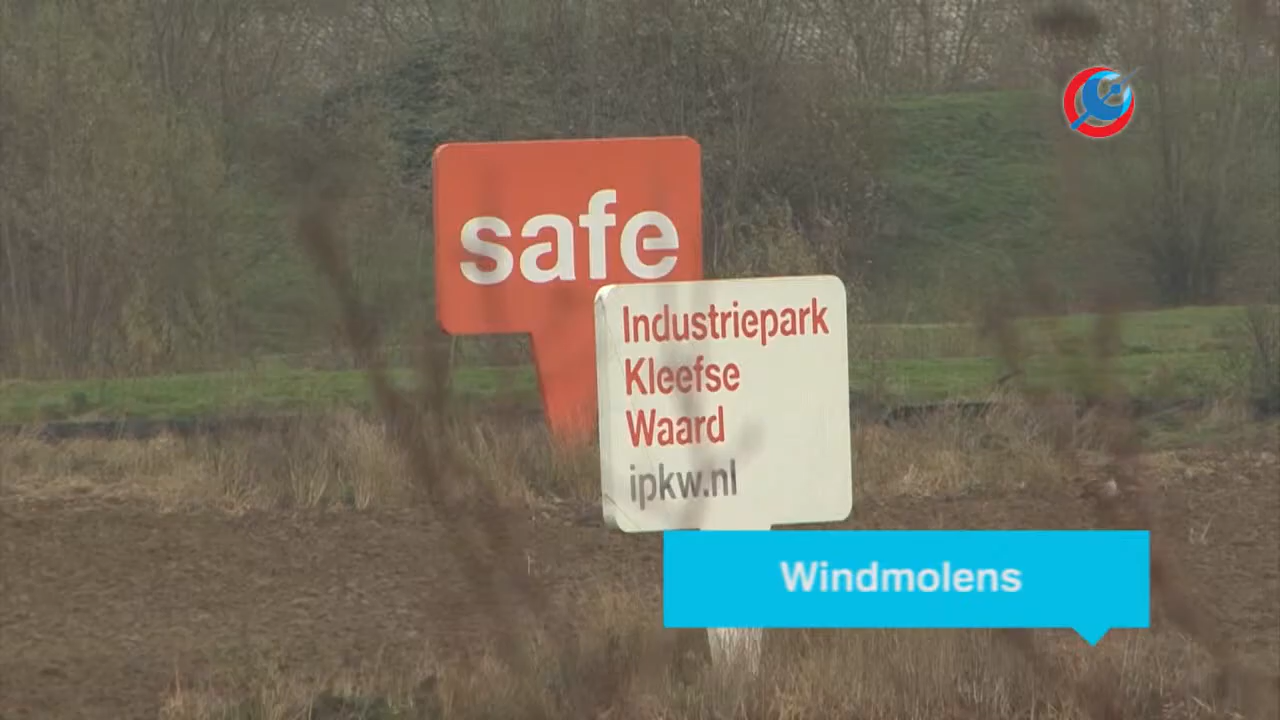 safe
Industriepark
Kleefse
Waard
ipkw.nl
Windmolens